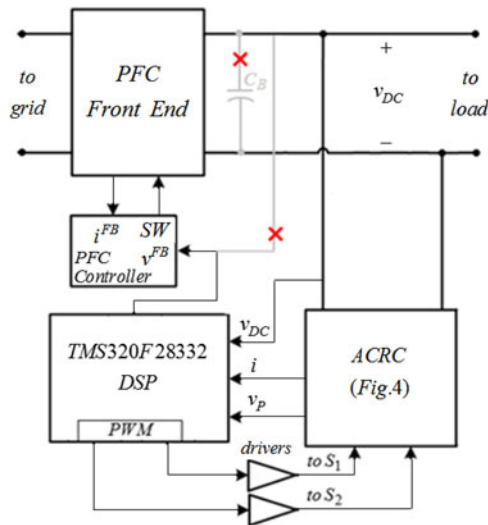 to
grid
PFC
Front End
C_B
+
v_DC
−
to
load
i^FB
SW
PFC
v^FB
Controller
TMS320F28332
DSP
PWM
v_DC
i
v_P
ACRC
(Fig.4)
drivers
to S_1
to S_2